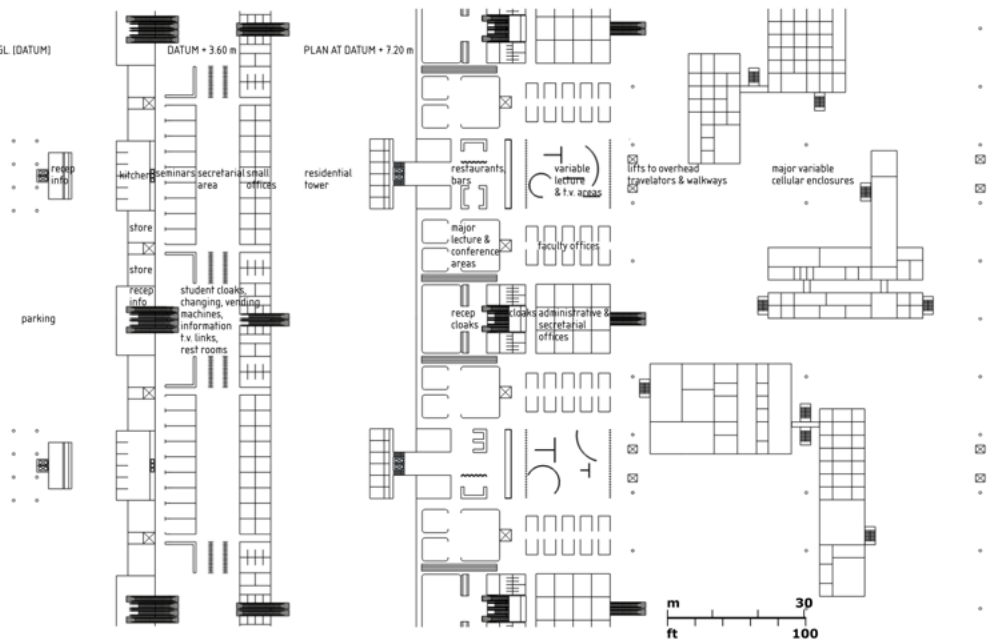 GL. [DATUM]
DATUM + 3.60 m
PLAN AT DATUM + 7.20 m
recep
info
kitchen
seminars
secretarial
area
small
offices
residential
tower
restaurants,
bars
variable
lecture
& t.v. areas
lifts to overhead
travelators & walkways
major variable
cellular enclosures
store
store
major
lecture &
conference
areas
faculty offices
parking
recep
info
student cloaks,
changing, vending
machines,
information
t.v. links,
rest rooms
recep
cloaks
cloaks
administrative &
secretarial
offices
m 30
ft 100